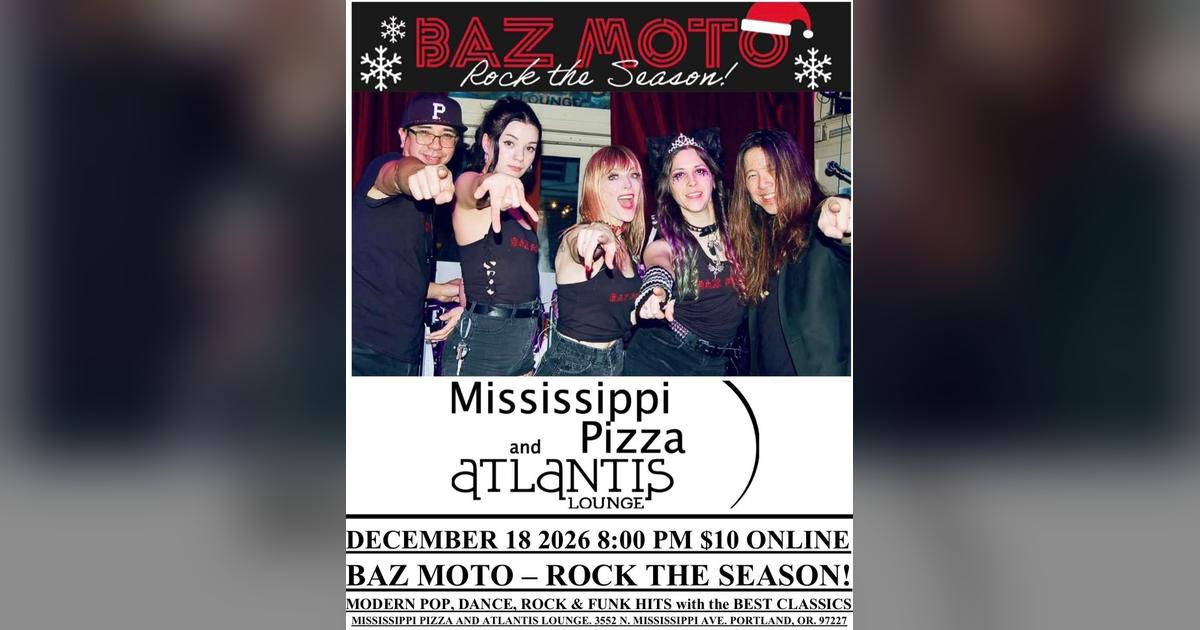 BAZ MOTO
Rock the Season!
LOUNGE
P
BAZ
Mississippi
Pizza
and
ATLANTIS
LOUNGE
DECEMBER 18 2026 8:00 PM $10 ONLINE
BAZ MOTO – ROCK THE SEASON!
MODERN POP, DANCE, ROCK & FUNK HITS with the BEST CLASSICS
MISSISSIPPI PIZZA AND ATLANTIS LOUNGE. 3552 N. MISSISSIPPI AVE. PORTLAND, OR. 97227